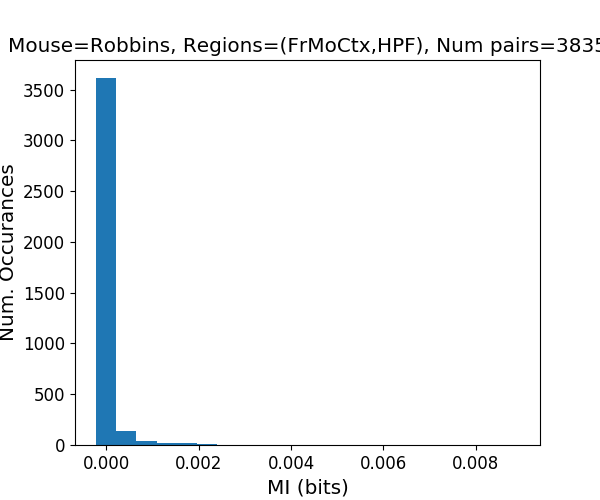 Mouse=Robbins, Regions=(FrMoCtx,HPF), Num pairs=3835
3500
3000
2500
2000
1500
1000
500
0
Num. Occurances
0.000 0.002 0.004 0.006 0.008
MI (bits)